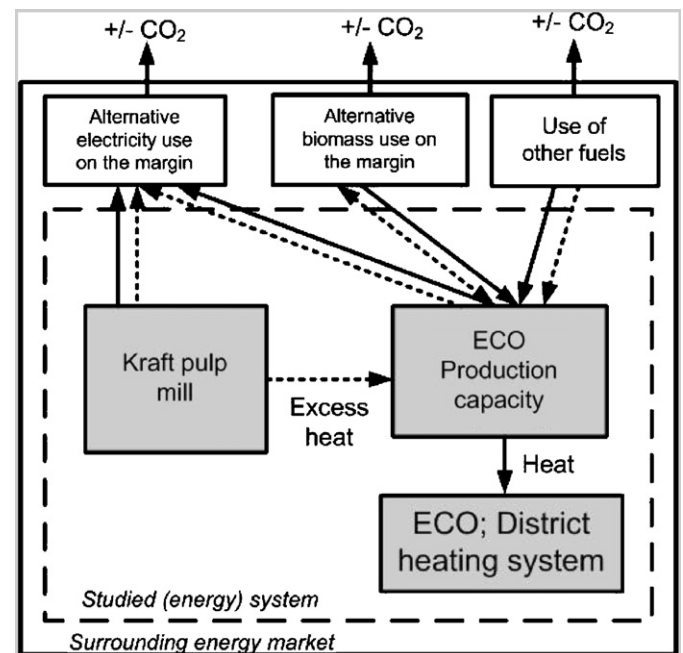 +/- CO₂
+/- CO₂
+/- CO₂
Alternative
electricity use
on the margin
Alternative
biomass use on
the margin
Use of
other fuels
Kraft pulp
mill
Excess
heat
ECO
Production
capacity
Heat
ECO; District
heating system
Studied (energy) system
Surrounding energy market